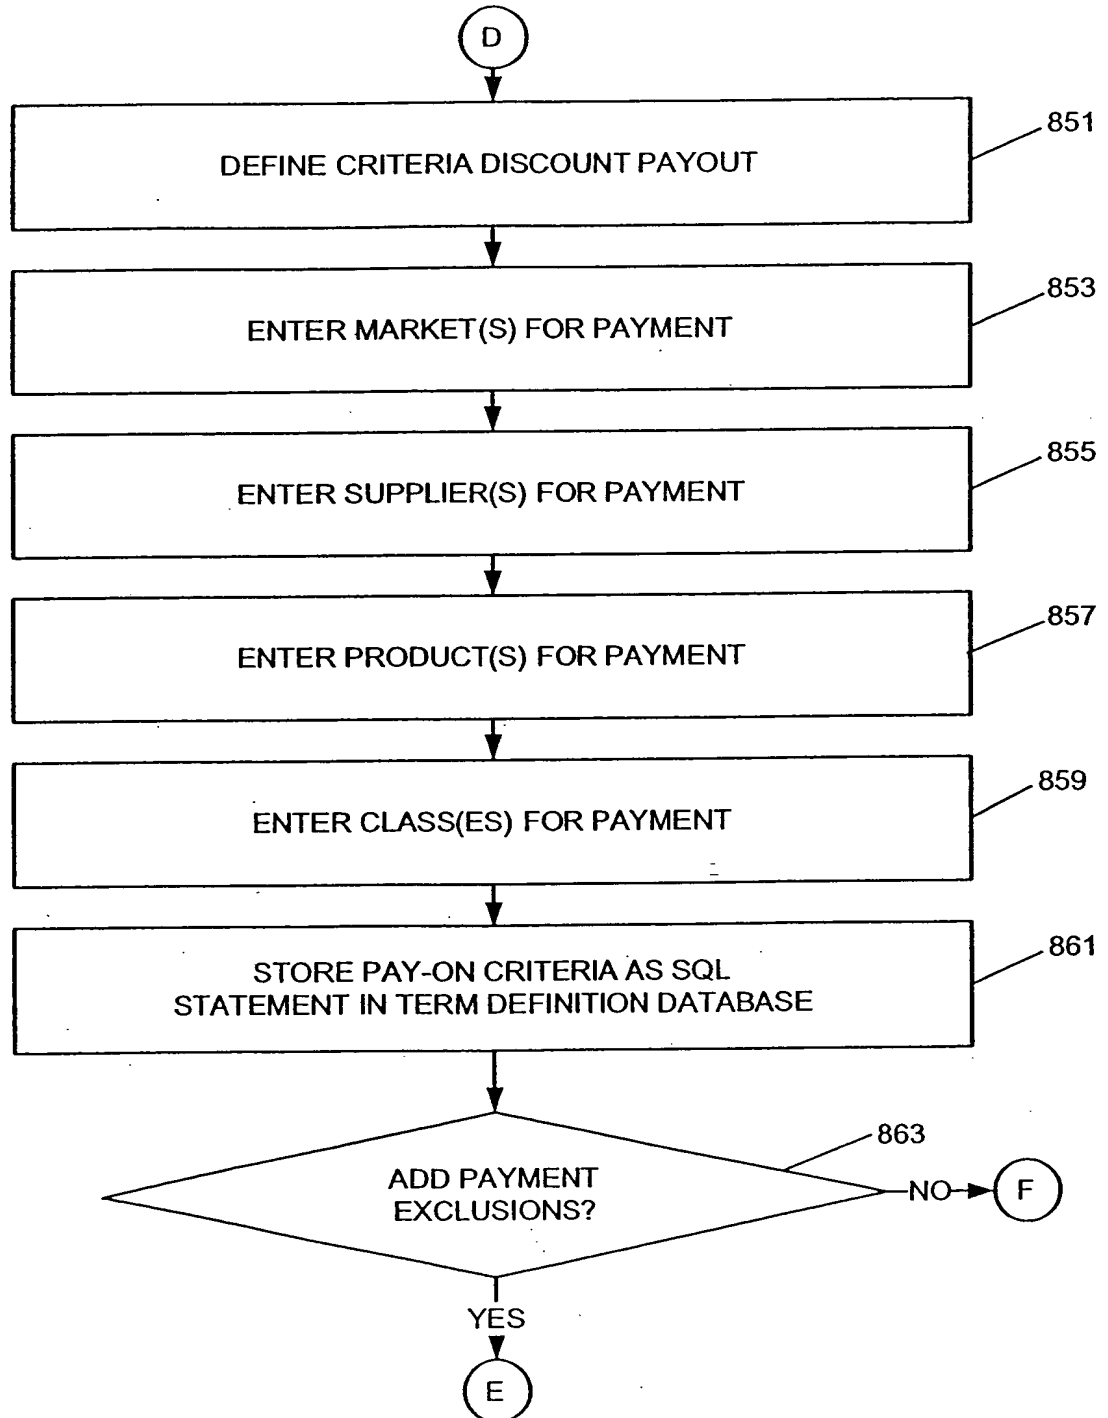 D
DEFINE CRITERIA DISCOUNT PAYOUT
851
ENTER MARKET(S) FOR PAYMENT
853
ENTER SUPPLIER(S) FOR PAYMENT
855
ENTER PRODUCT(S) FOR PAYMENT
857
ENTER CLASS(ES) FOR PAYMENT
859
STORE PAY-ON CRITERIA AS SQL
STATEMENT IN TERM DEFINITION DATABASE
861
ADD PAYMENT
EXCLUSIONS?
863
NO
F
YES
E